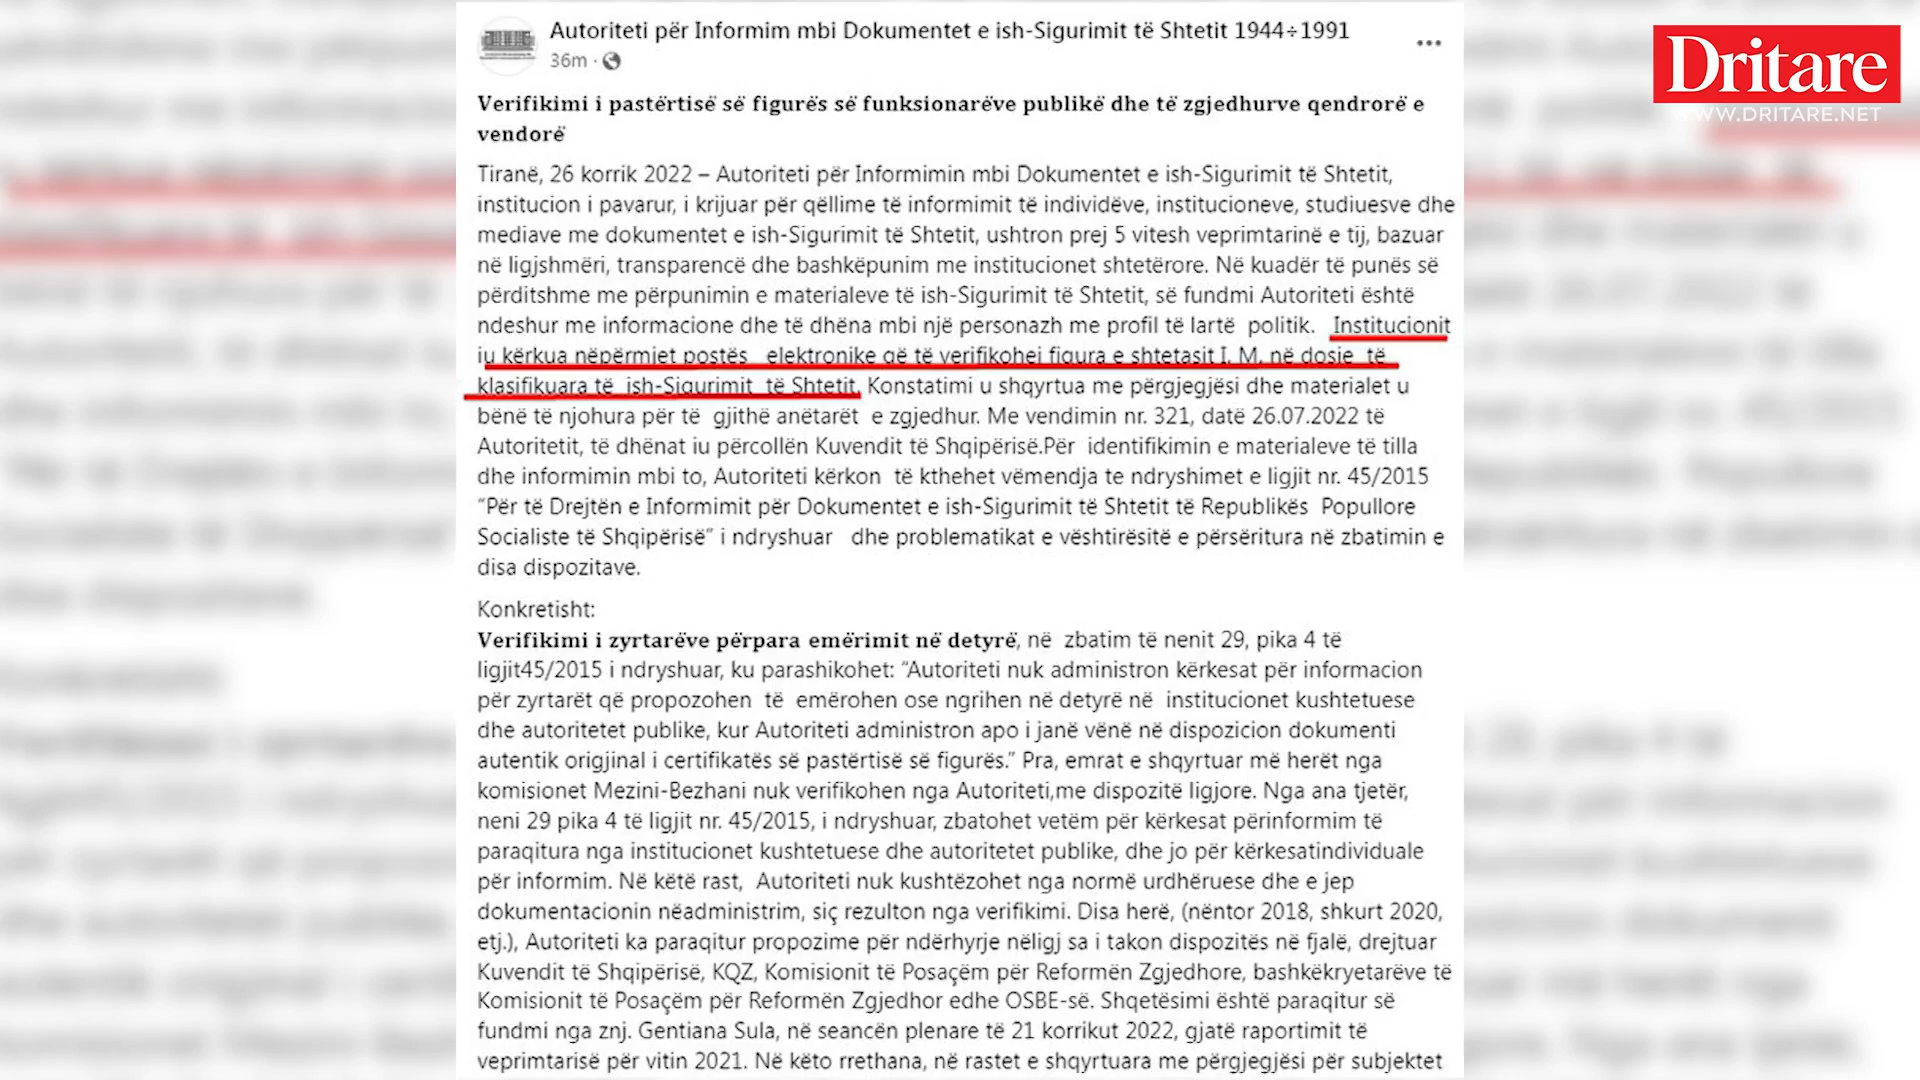 Autoriteti për Informim mbi Dokumentet e ish-Sigurimit të Shtetit 1944÷1991
36m ·
Dritare
WWW.DRITARE.NET
Verifikimi i pastërtisë së figurës së funksionarëve publikë dhe të zgjedhurve qendrorë e
vendorë
Tiranë, 26 korrik 2022 – Autoriteti për Informimin mbi Dokumentet e ish-Sigurimit të Shtetit,
institucion i pavarur, i krijuar për qëllime të informimit të individëve, institucioneve, studiuesve dhe
mediave me dokumentet e ish-Sigurimit të Shtetit, ushtron prej 5 vitesh veprimtarinë e tij, bazuar
në ligjshmëri, transparencë dhe bashkëpunim me institucionet shtetërore. Në kuadër të punës së
përditshme me përpunimin e materialeve të ish-Sigurimit të Shtetit, së fundmi Autoriteti është
ndeshur me informacione dhe të dhëna mbi një personazh me profil të lartë politik. Institucionit
iu kërkua nëpërmjet postës elektronike që të verifikohej figura e shtetasit I. M. në dosje të
klasifikuara të ish-Sigurimit të Shtetit. Konstatimi u shqyrtua me përgjegjësi dhe materialet u
bënë të njohura për të gjithë anëtarët e zgjedhur. Me vendimin nr. 321, datë 26.07.2022 të
Autoritetit, të dhënat iu përcollën Kuvendit të Shqipërisë.Për identifikimin e materialeve të tilla
dhe informimin mbi to, Autoriteti kërkon të kthehet vëmendja te ndryshimet e ligjit nr. 45/2015
“Për të Drejtën e Informimit për Dokumentet e ish-Sigurimit të Shtetit të Republikës Popullore
Socialiste të Shqipërisë” i ndryshuar dhe problematikat e vështirësitë e përsëritura në zbatimin e
disa dispozitave.
Konkretisht:
Verifikimi i zyrtarëve përpara emërimit në detyrë, në zbatim të nenit 29, pika 4 të
ligjit45/2015 i ndryshuar, ku parashikohet: “Autoriteti nuk administron kërkesat për informacion
për zyrtarët që propozohen të emërohen ose ngrihen në detyrë në institucionet kushtetuese
dhe autoritetet publike, kur Autoriteti administron apo i janë vënë në dispozicion dokumenti
autentik origjinal i certifikatës së pastërtisë së figurës.” Pra, emrat e shqyrtuar më herët nga
komisionet Mezini-Bezhani nuk verifikohen nga Autoriteti,me dispozitë ligjore. Nga ana tjetër,
neni 29 pika 4 të ligjit nr. 45/2015, i ndryshuar, zbatohet vetëm për kërkesat përinformim të
paraqitura nga institucionet kushtetuese dhe autoritetet publike, dhe jo për kërkesatindividuale
për informim. Në këtë rast, Autoriteti nuk kushtëzohet nga normë urdhëruese dhe e jep
dokumentacionin nëadministrim, siç rezulton nga verifikimi. Disa herë, (nëntor 2018, shkurt 2020,
etj.), Autoriteti ka paraqitur propozime për ndërhyrje nëligj sa i takon dispozitës në fjalë, drejtuar
Kuvendit të Shqipërisë, KQZ, Komisionit të Posaçëm për Reformën Zgjedhore, bashkëkryetarëve të
Komisionit të Posaçëm për Reformën Zgjedhor edhe OSBE-së. Shqetësimi është paraqitur së
fundmi nga znj. Gentiana Sula, në seancën plenare të 21 korrikut 2022, gjatë raportimit të
veprimtarisë për vitin 2021. Në këto rrethana, në rastet e shqyrtuara me përgjegjësi për subjektet